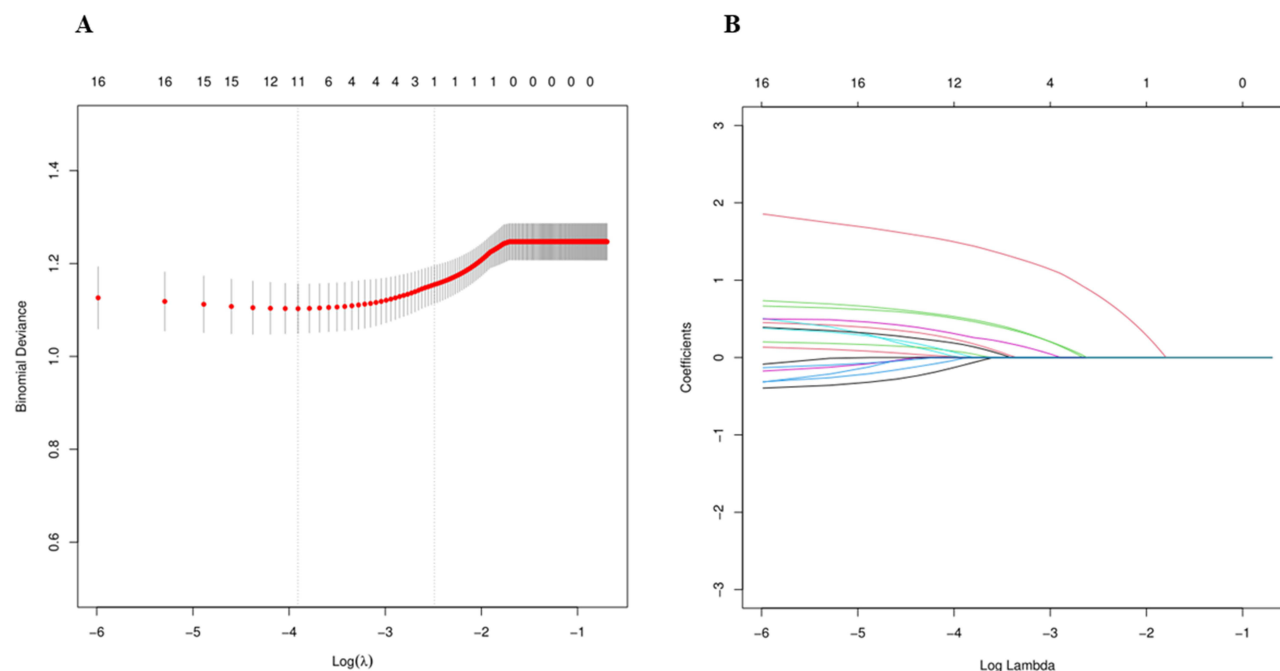 A
16 16 15 15 12 11 6 4 4 4 3 1 1 1 1 0 0 0 0 0
1.4
1.2
1.0
0.8
0.6
Binomial Deviance
−6 −5 −4 −3 −2 −1
Log(λ)
B
16 16 12 4 1 0
3
2
1
0
−1
−2
−3
Coefficients
−6 −5 −4 −3 −2 −1
Log Lambda